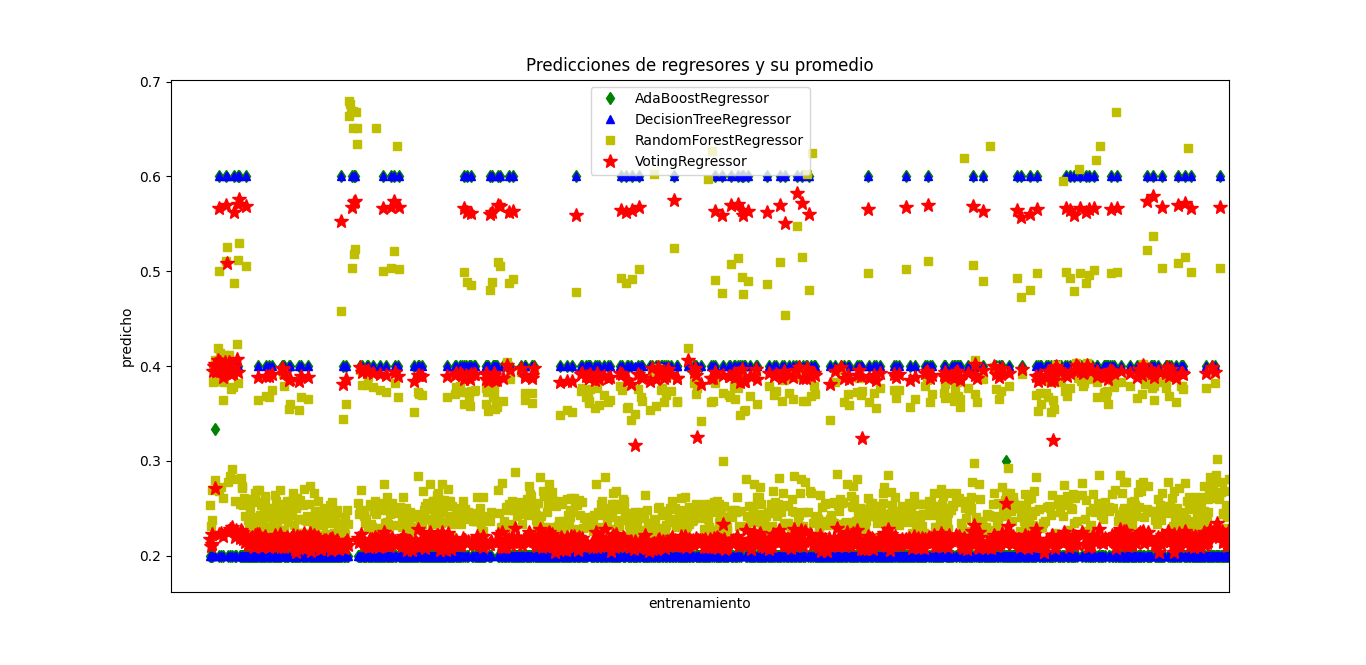 Predicciones de regresores y su promedio
AdaBoostRegressor
DecisionTreeRegressor
RandomForestRegressor
VotingRegressor
0.7
0.6
0.5
0.4
0.3
0.2
predicho
entrenamiento